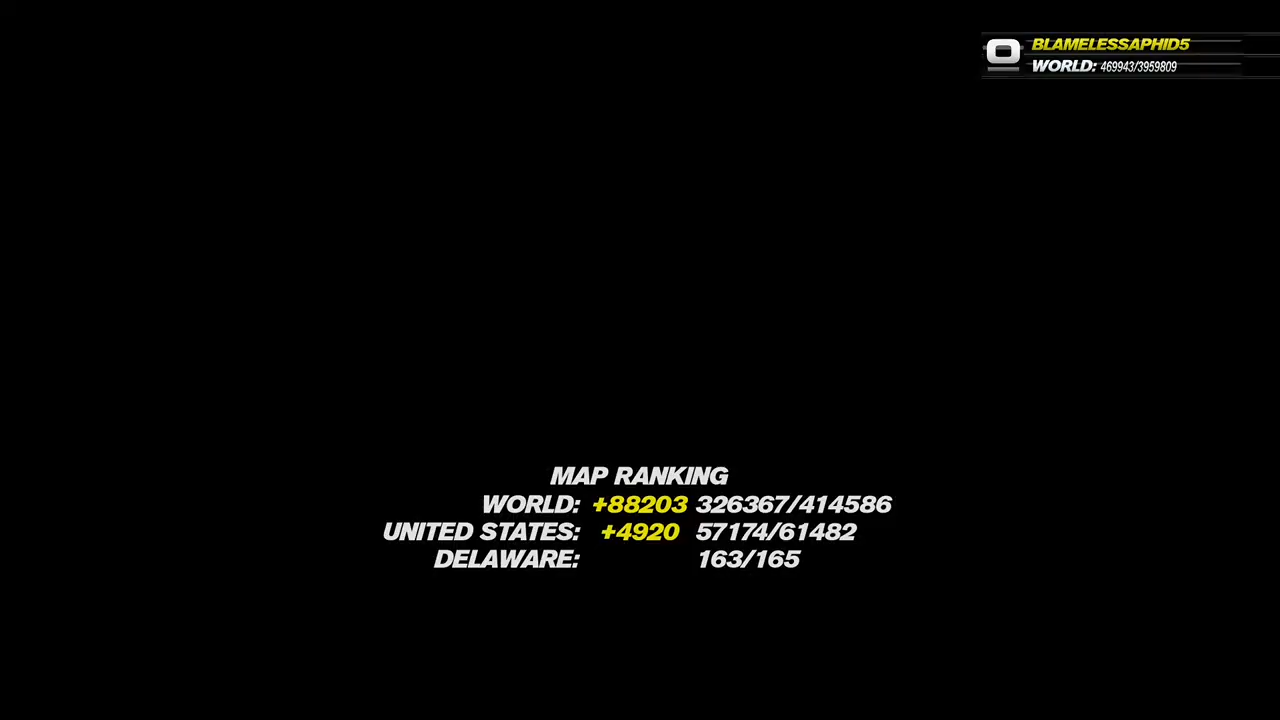 BLAMELESSAPHID5
WORLD: 469943/3959809
MAP RANKING
WORLD: +88203 326367/414586
UNITED STATES: +4920 57174/61482
DELAWARE: 163/165